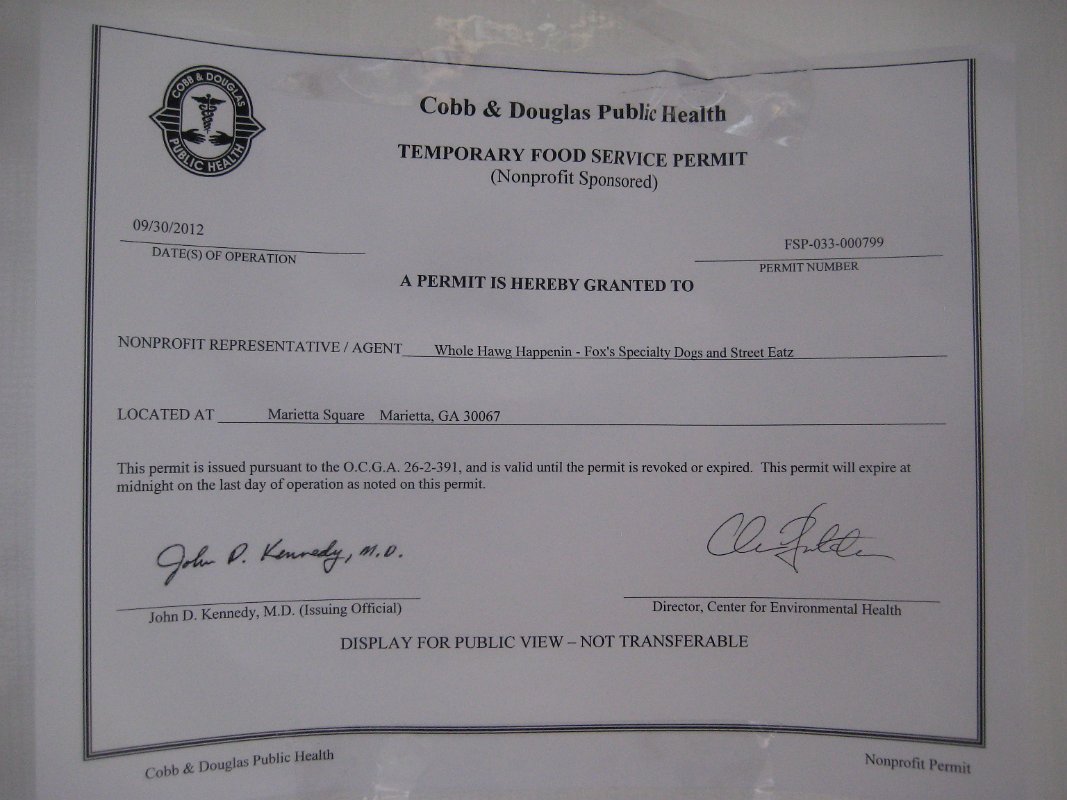 COBB & DOUGLAS
PUBLIC HEALTH
Cobb & Douglas Public Health
TEMPORARY FOOD SERVICE PERMIT
(Nonprofit Sponsored)
09/30/2012
DATE(S) OF OPERATION
FSP-033-000799
PERMIT NUMBER
A PERMIT IS HEREBY GRANTED TO
NONPROFIT REPRESENTATIVE / AGENT Whole Hawg Happenin - Fox's Specialty Dogs and Street Eatz
LOCATED AT Marietta Square Marietta, GA 30067
This permit is issued pursuant to the O.C.G.A. 26-2-391, and is valid until the permit is revoked or expired. This permit will expire at
midnight on the last day of operation as noted on this permit.
John D. Kennedy, M.D.
John D. Kennedy, M.D. (Issuing Official)
Director, Center for Environmental Health
DISPLAY FOR PUBLIC VIEW – NOT TRANSFERABLE
Cobb & Douglas Public Health
Nonprofit Permit